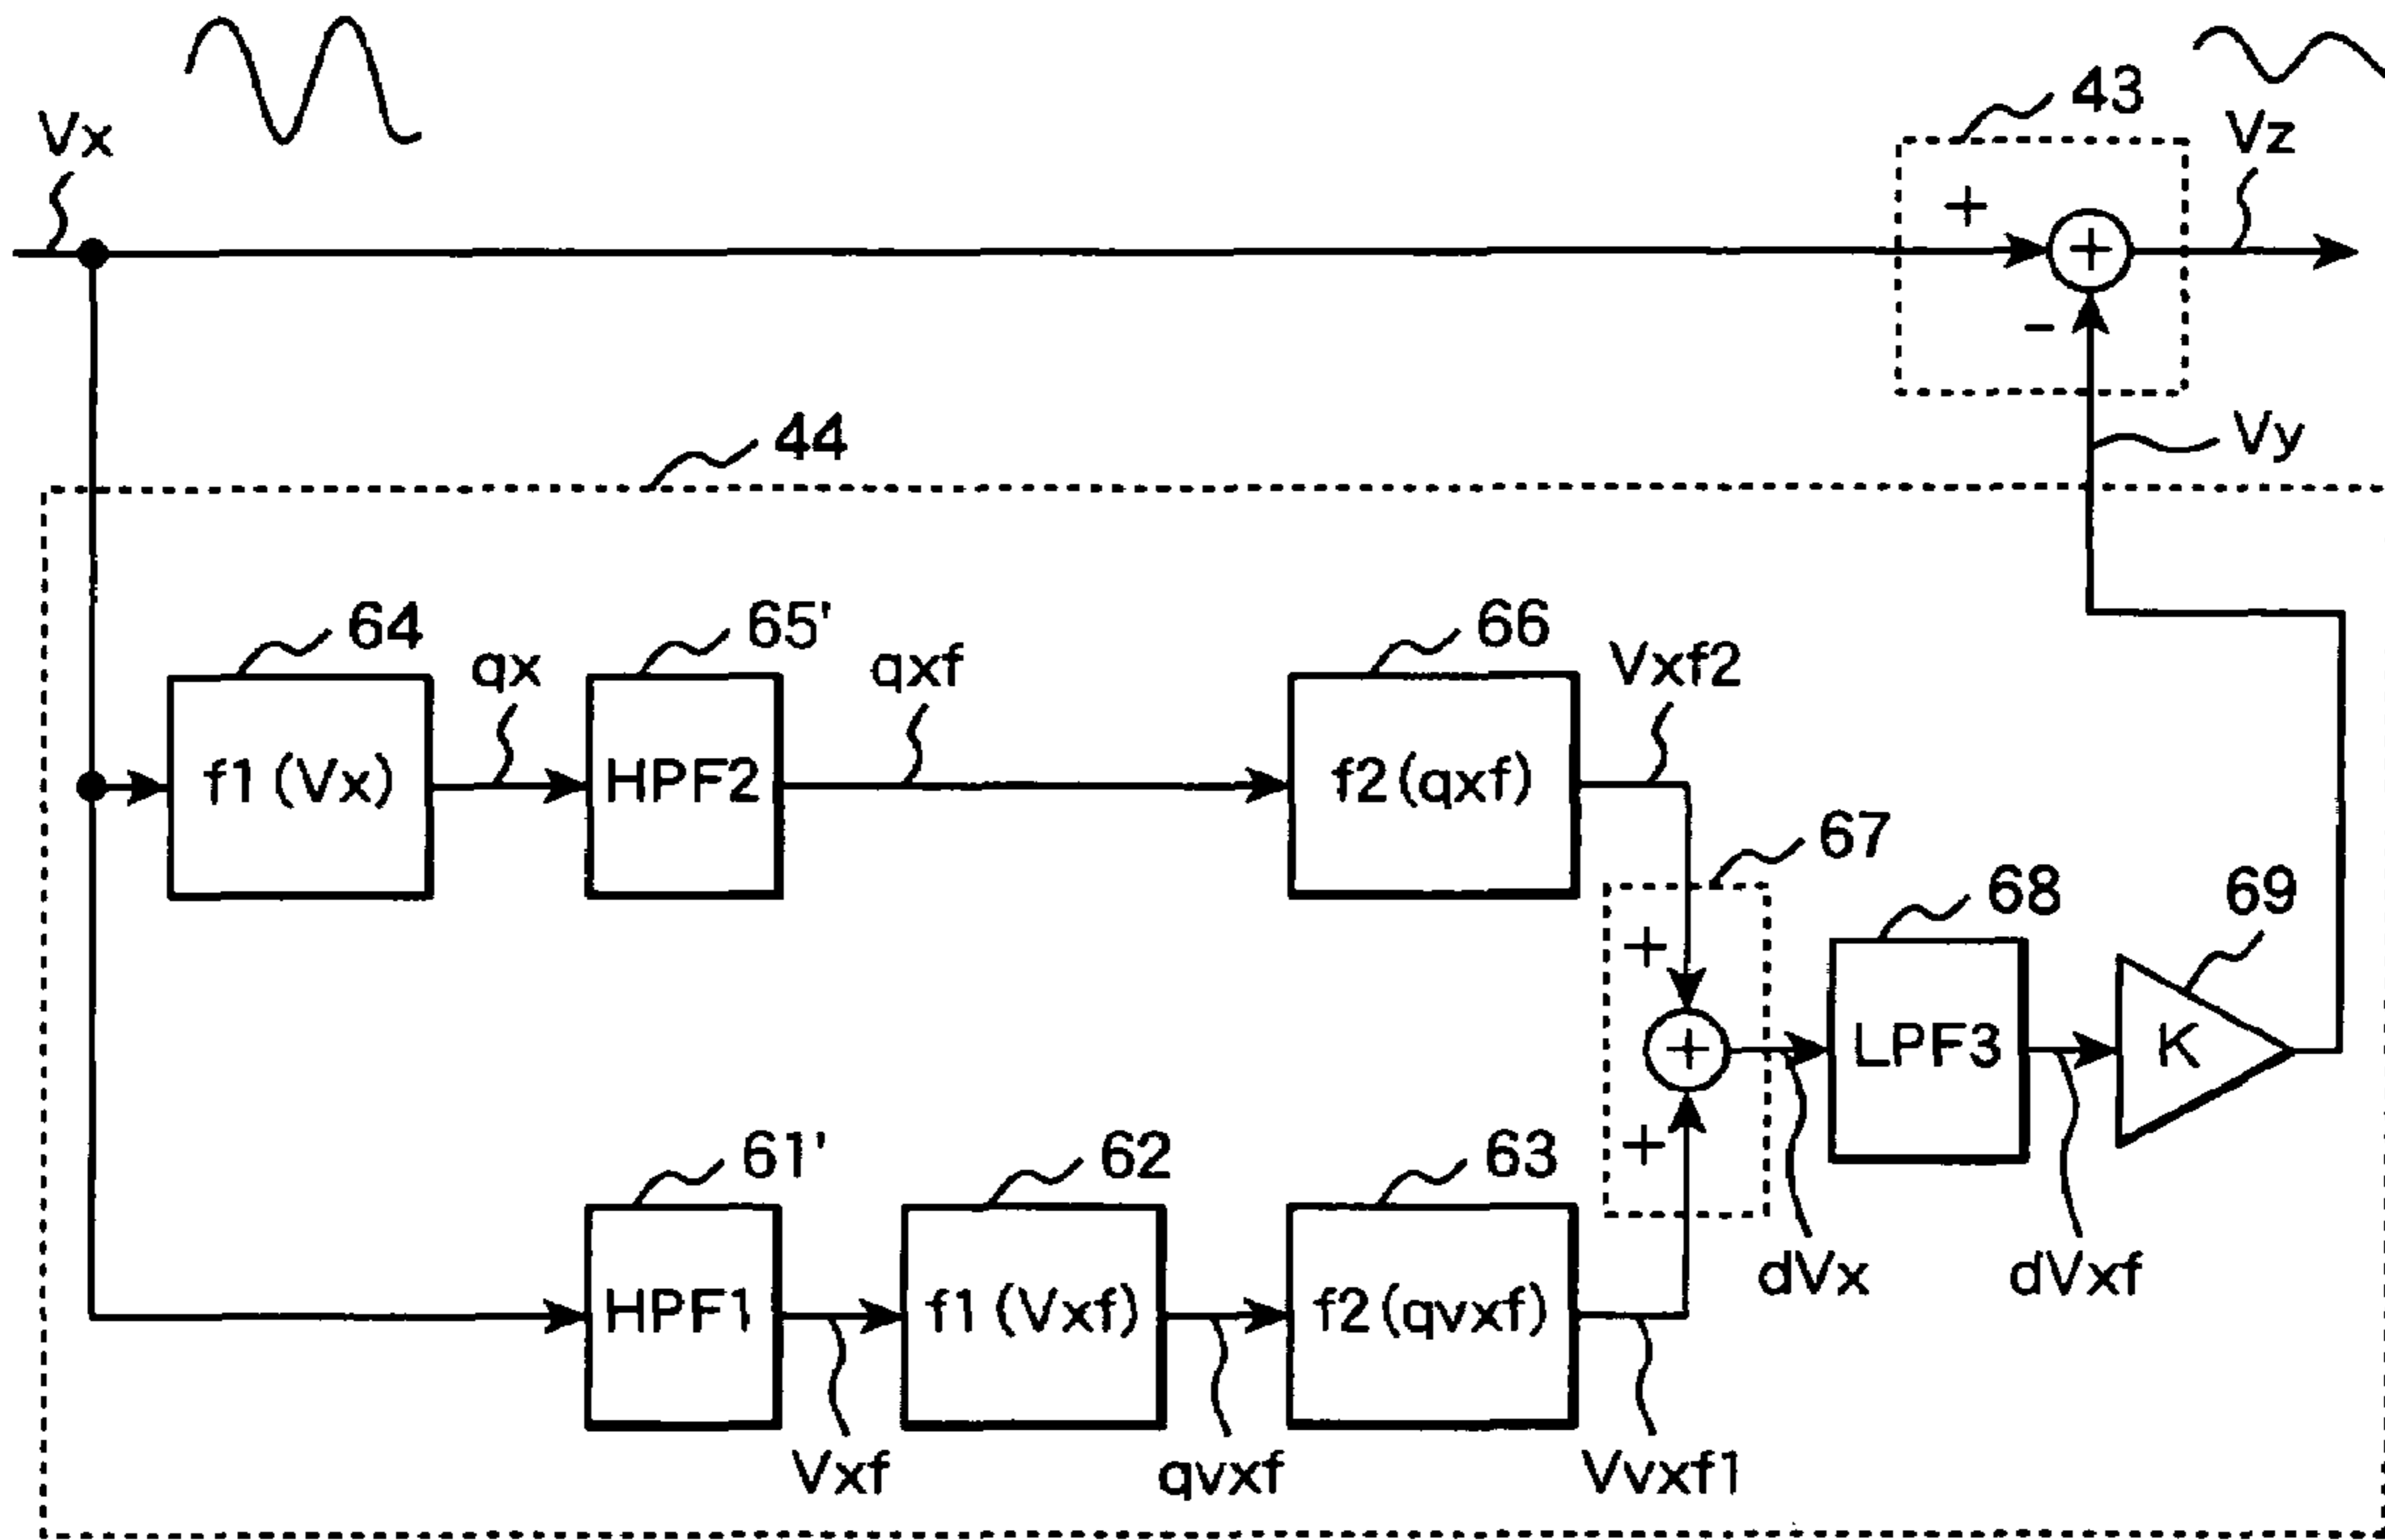 Vx
43
Vz
+
+
-
Vy
44
64
qx
65'
qxf
66
Vxf2
f1 (Vx)
HPF2
f2 (qxf)
67
68
69
+
+
LPF3
K
+
61'
62
63
dVx
dVxf
HPF1
f1 (Vxf)
f2 (qvxf)
Vxf
qvxf
Vvxf1